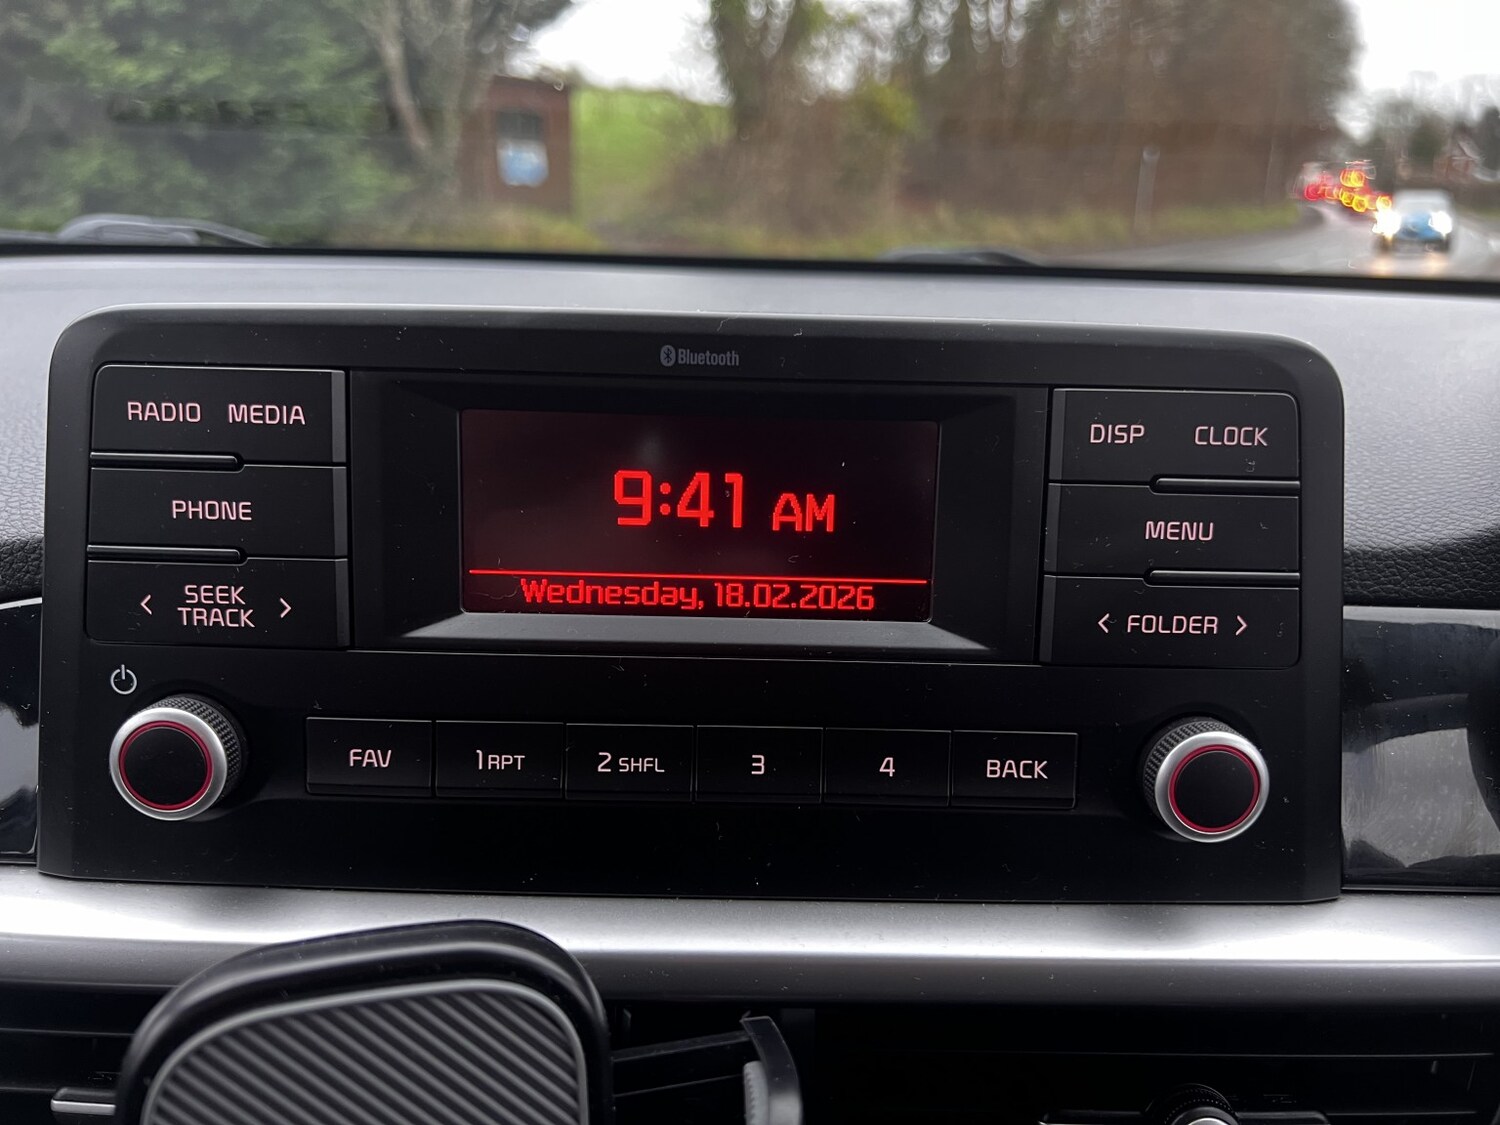 Bluetooth
RADIO MEDIA
PHONE
< SEEK TRACK >
9:41 AM
Wednesday, 18.02.2026
DISP CLOCK
MENU
< FOLDER >
FAV 1 RPT 2 SHFL 3 4 BACK